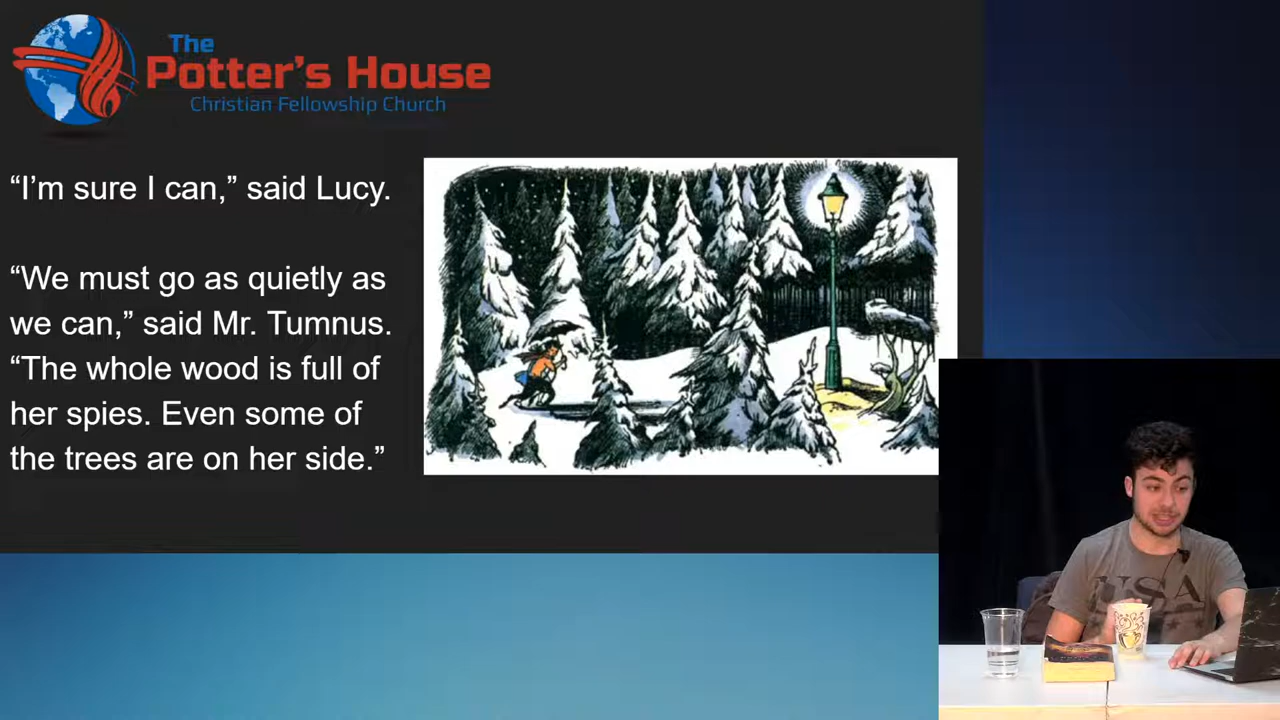 The
Potter's House
Christian Fellowship Church
“I’m sure I can,” said Lucy.
“We must go as quietly as
we can,” said Mr. Tumnus.
“The whole wood is full of
her spies. Even some of
the trees are on her side.”
USA